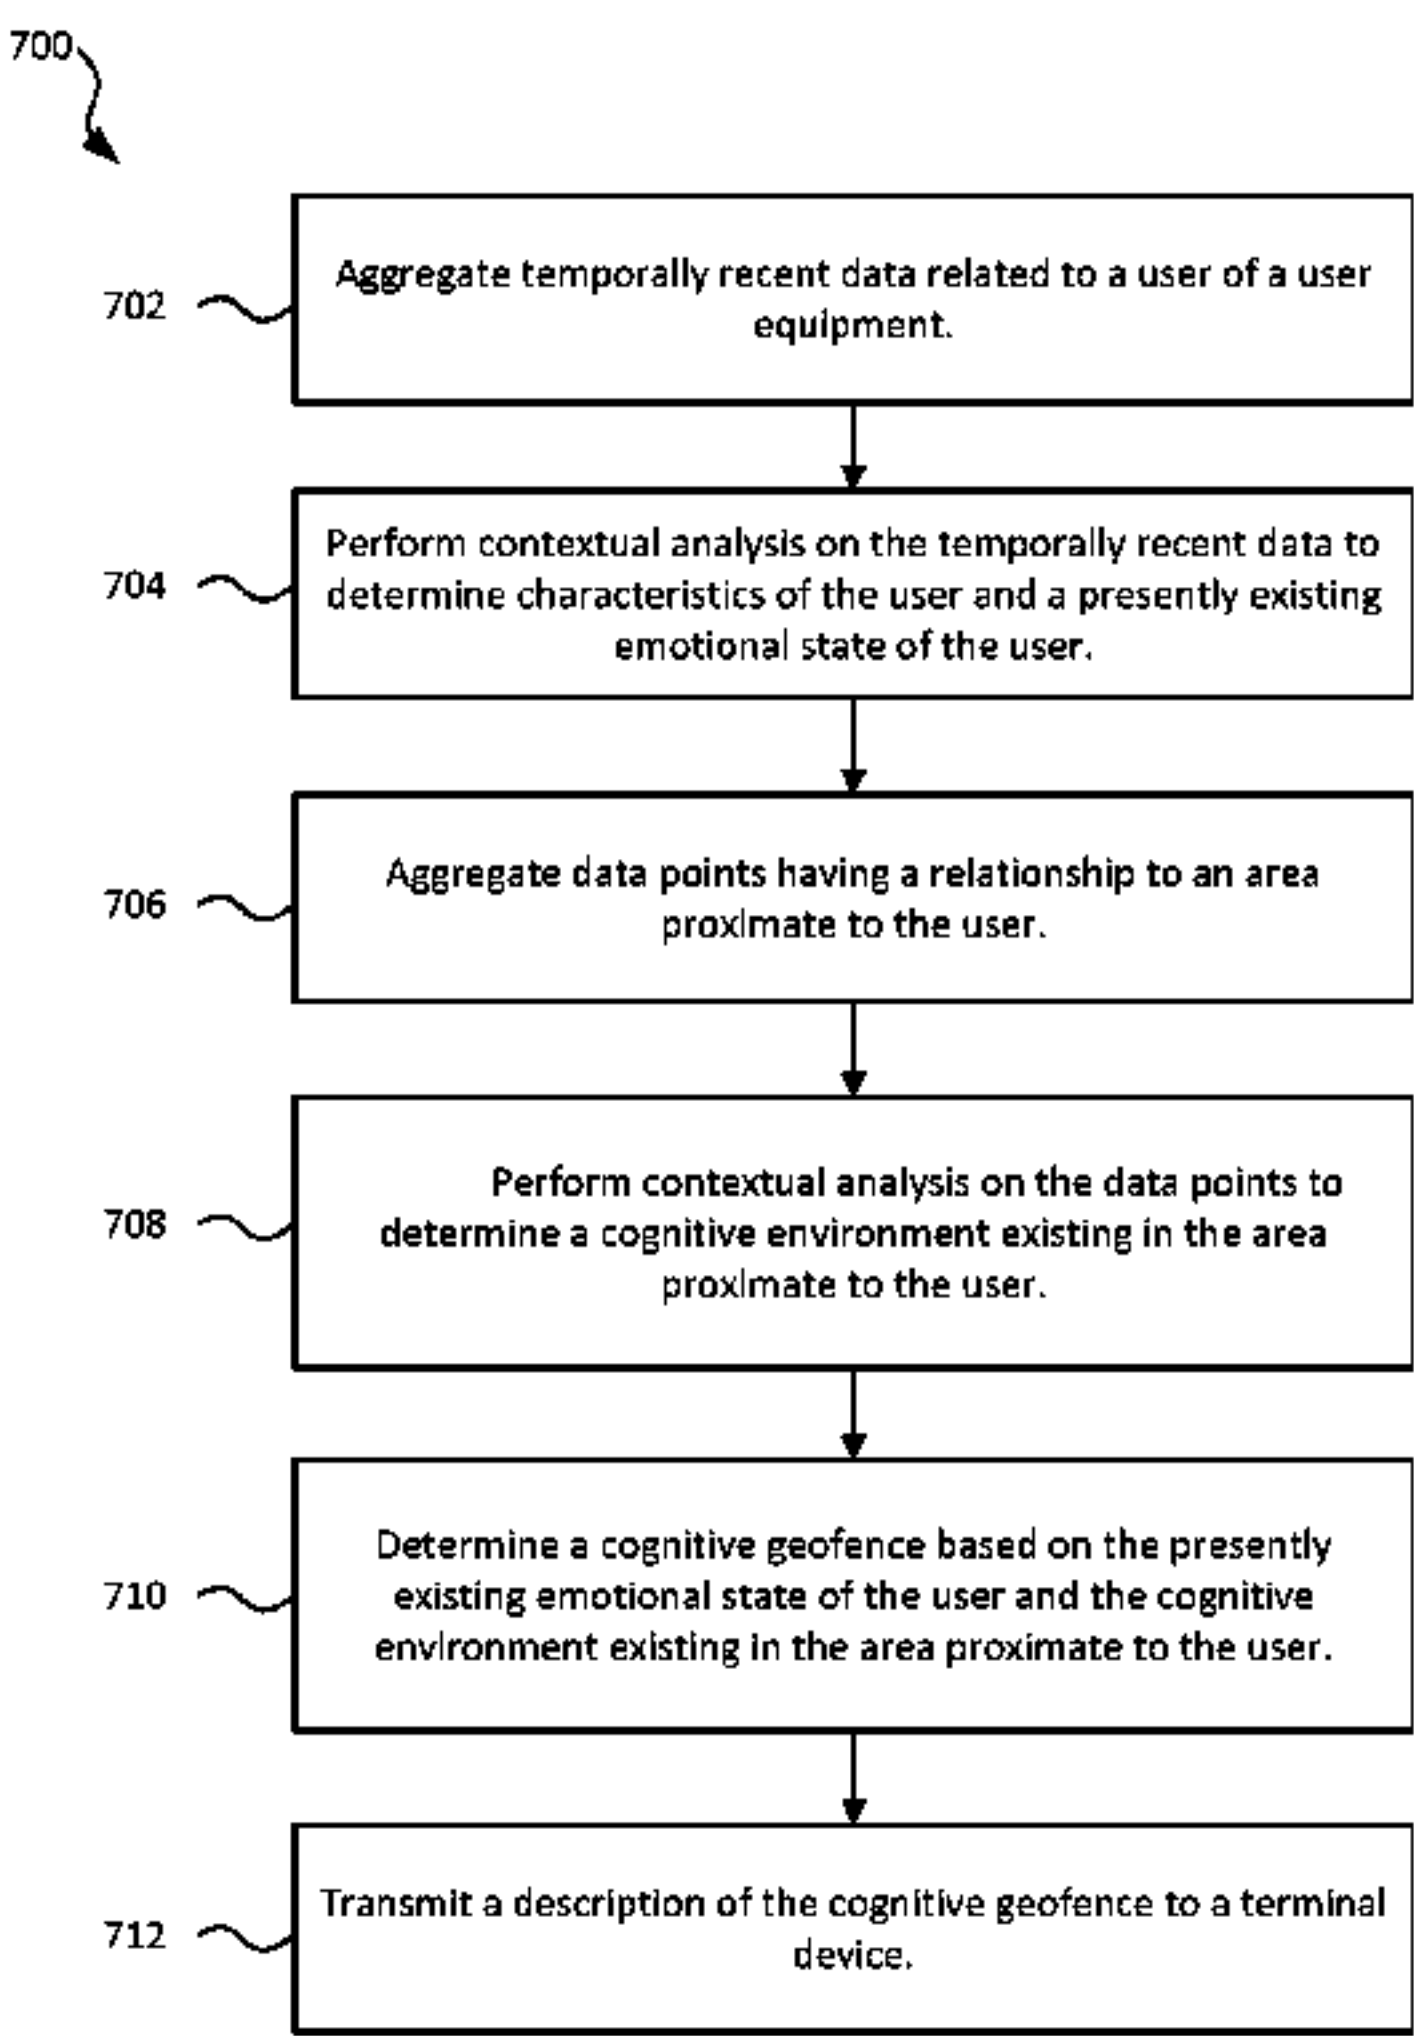 700
702
Aggregate temporally recent data related to a user of a user
equipment.
704
Perform contextual analysis on the temporally recent data to
determine characteristics of the user and a presently existing
emotional state of the user.
706
Aggregate data points having a relationship to an area
proximate to the user.
708
Perform contextual analysis on the data points to
determine a cognitive environment existing in the area
proximate to the user.
710
Determine a cognitive geofence based on the presently
existing emotional state of the user and the cognitive
environment existing in the area proximate to the user.
712
Transmit a description of the cognitive geofence to a terminal
device.